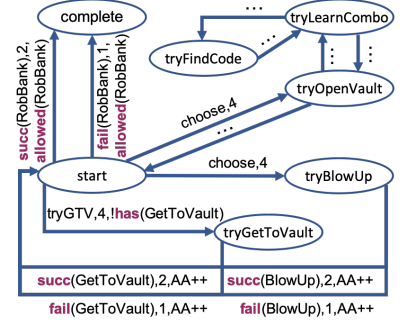 complete
...
tryLearnCombo
tryFindCode
...
...
...
tryOpenVault
succ(RobBank),2,
allowed(RobBank)
fail(RobBank),1,
allowed(RobBank)
choose,4
...
start
choose,4
tryBlowUp
tryGTV,4,!has(GetToVault)
tryGetToVault
succ(GetToVault),2,AA++
succ(BlowUp),2,AA++
fail(GetToVault),1,AA++
fail(BlowUp),1,AA++